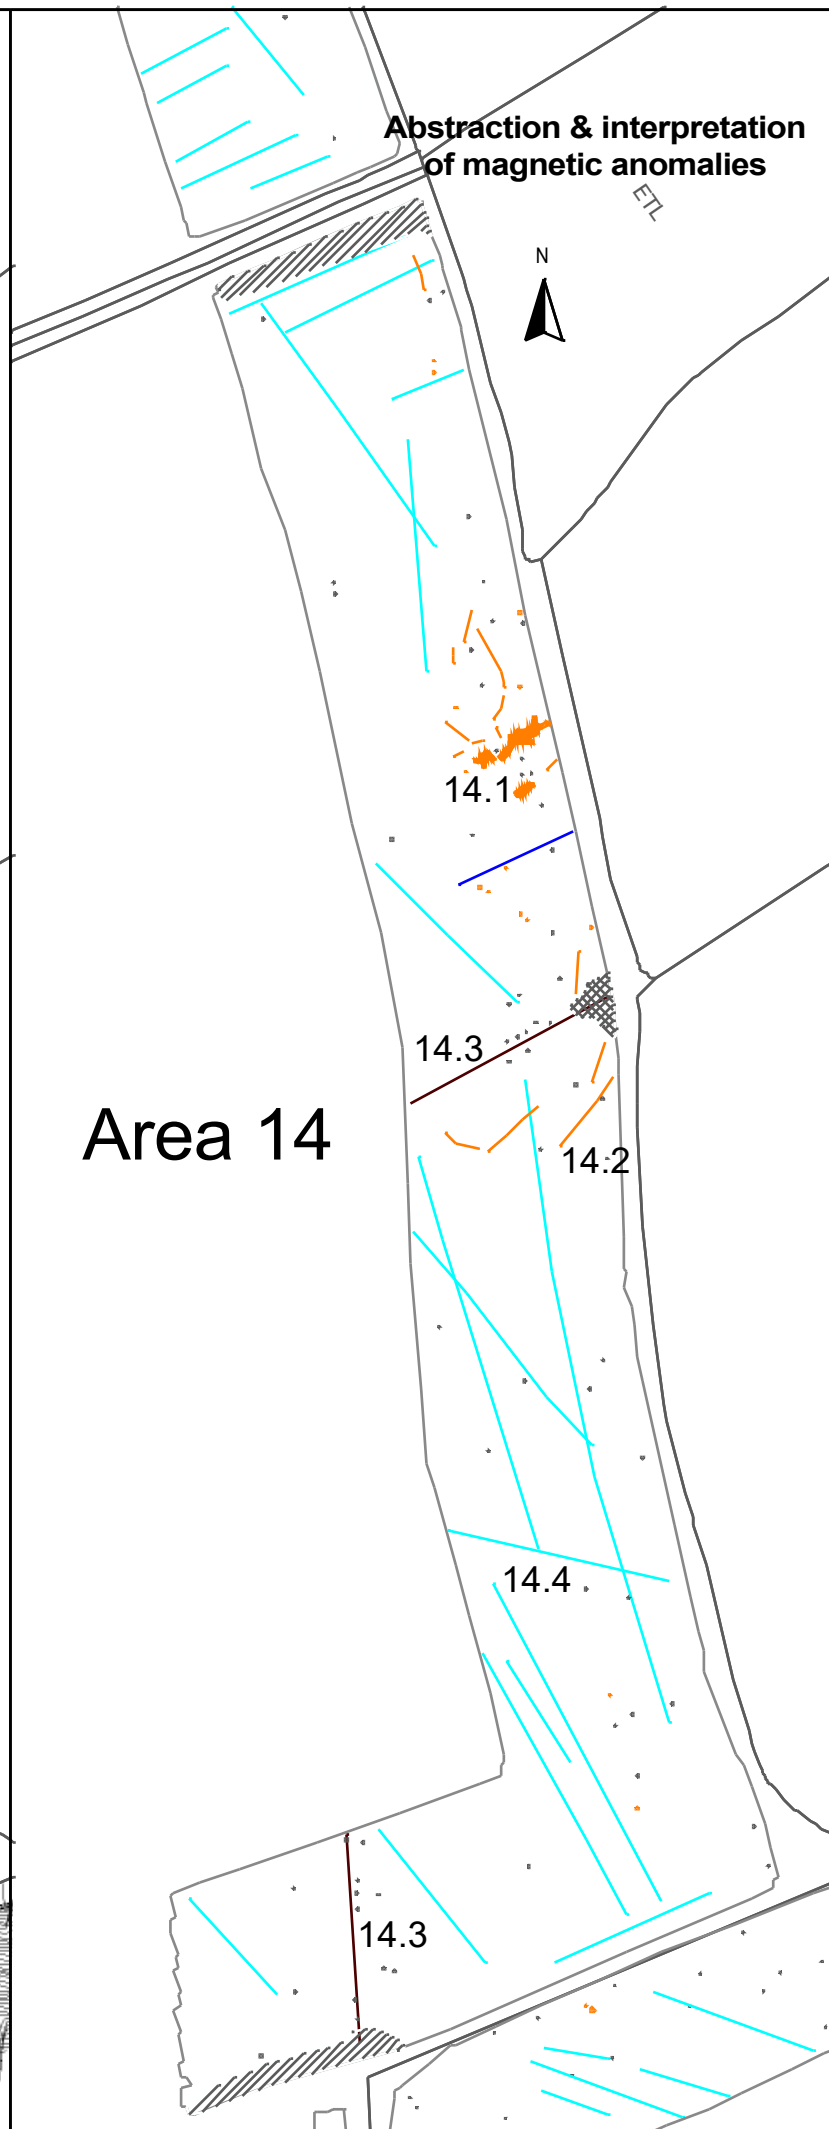 Abstraction & interpretation
of magnetic anomalies
ETL
N
14.1
14.3
Area 14
14.2
14.4
14.3